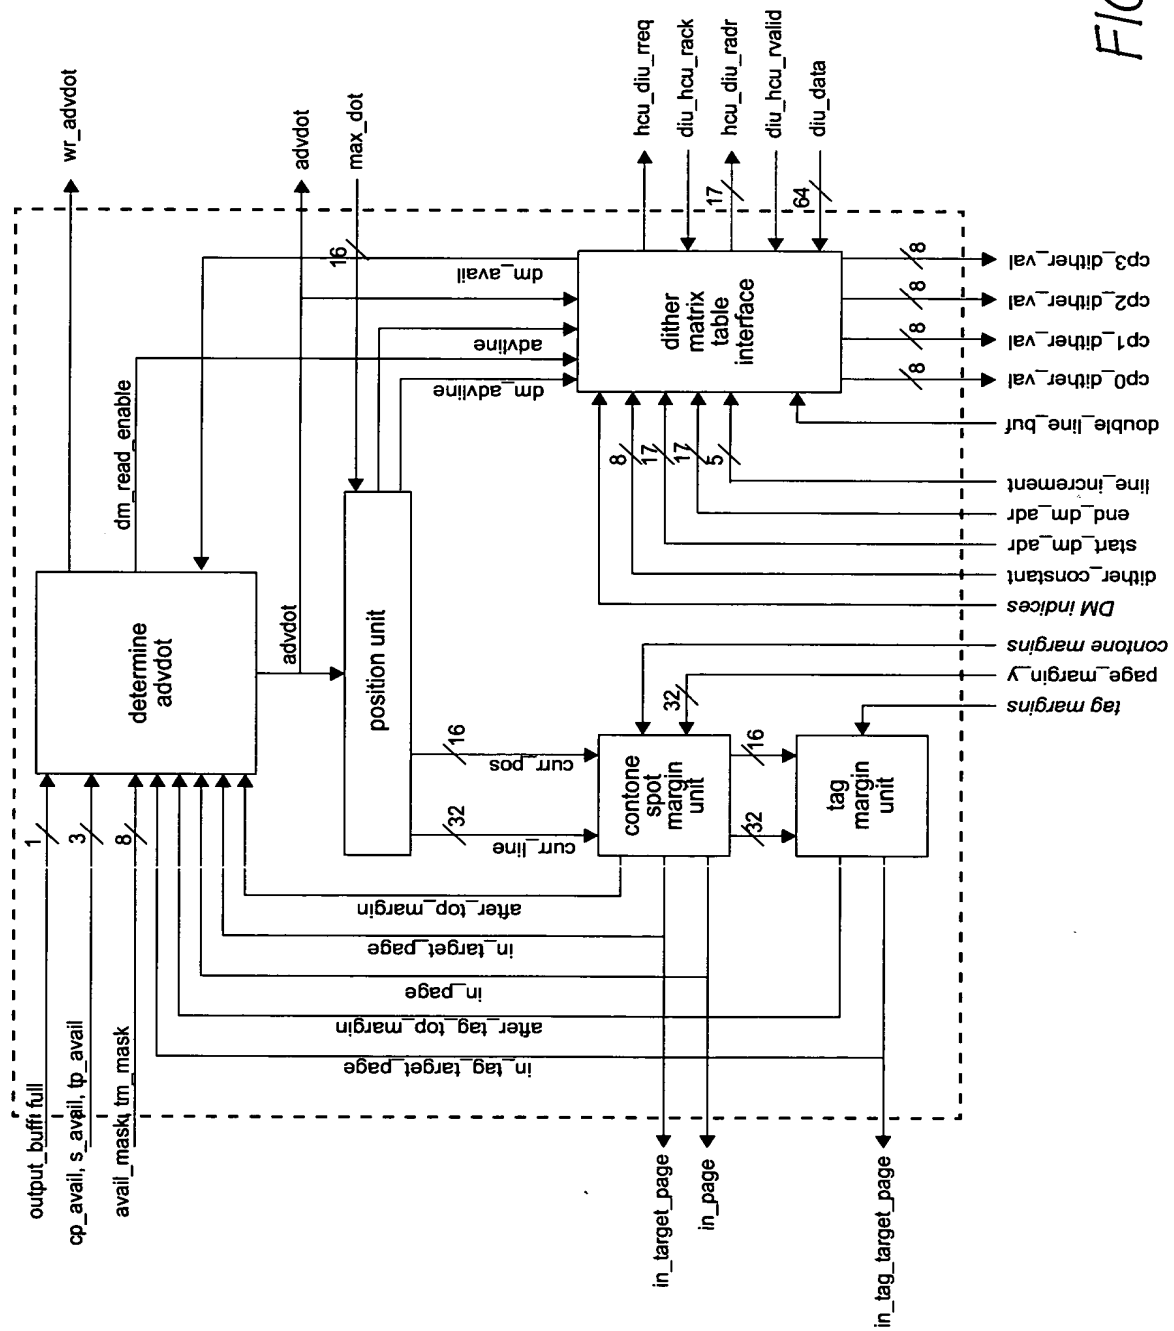 FIG
wr_advdot
advdot
max_dot
hcu_diu_rreq
diu_hcu_rack
hcu_diu_radr
diu_hcu_rvalid
diu_data
17
64
16
dm_avail
advline
dm_advline
dm_read_enable
determine
advdot
advdot
position unit
dither
matrix
table
interface
8
8
8
8
cp3_dither_val
cp2_dither_val
cp1_dither_val
cp0_dither_val
double_line_buf
line_increment
end_dm_adr
start_dm_adr
dither_constant
DM indices
contone margins
page_margin_y
tag margins
8
17
17
5
32
16
curr_pos
32
curr_line
contone
spot
margin
unit
16
32
tag
margin
unit
1
3
8
output_buff_full
cp_avail, s_avail, tp_avail
avail_mask, tm_mask
after_top_margin
in_target_page
in_page
after_tag_top_margin
in_tag_target_page
in_target_page
in_page
in_tag_target_page